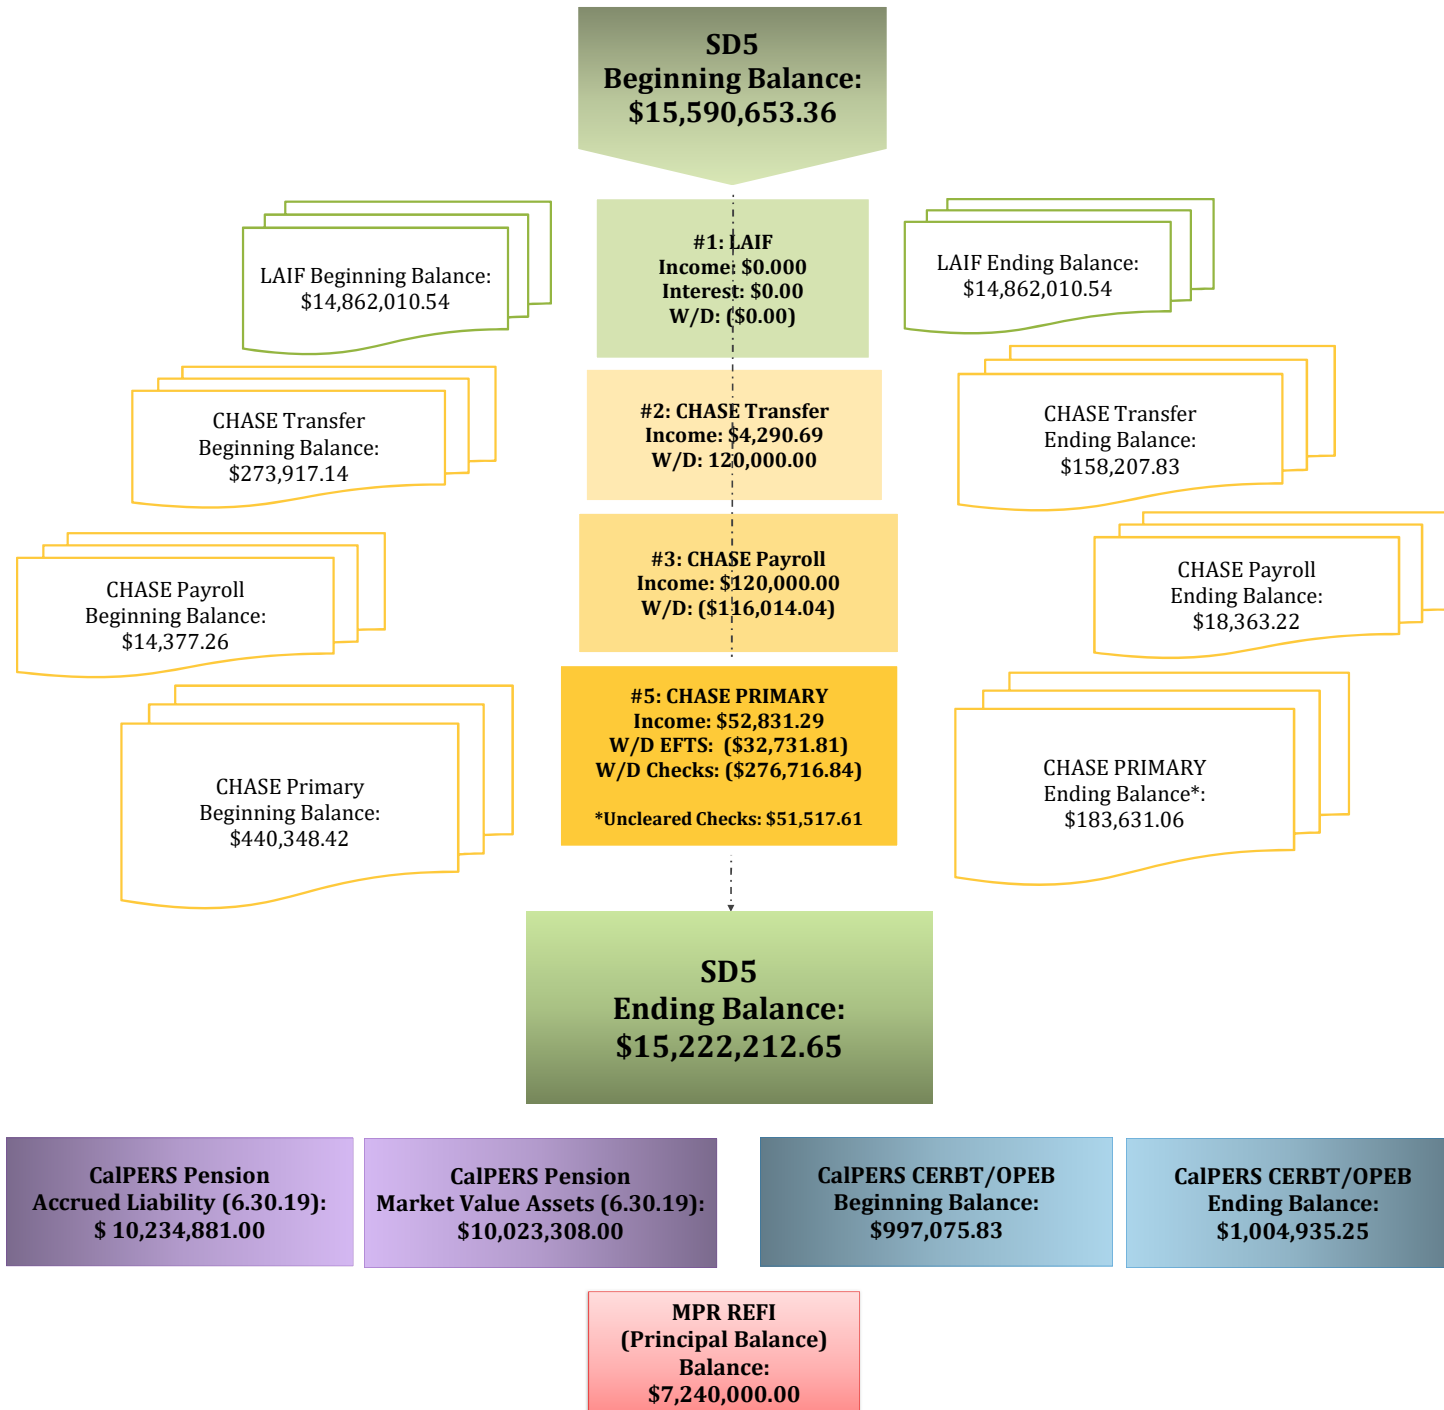 SD5
Beginning Balance:
$15,590,653.36
LAIF Beginning Balance:
$14,862,010.54
#1: LAIF
Income: $0.000
Interest: $0.00
W/D: ($0.00)
LAIF Ending Balance:
$14,862,010.54
CHASE Transfer
Beginning Balance:
$273,917.14
#2: CHASE Transfer
Income: $4,290.69
W/D: 120,000.00
CHASE Transfer
Ending Balance:
$158,207.83
CHASE Payroll
Beginning Balance:
$14,377.26
#3: CHASE Payroll
Income: $120,000.00
W/D: ($116,014.04)
CHASE Payroll
Ending Balance:
$18,363.22
CHASE Primary
Beginning Balance:
$440,348.42
#5: CHASE PRIMARY
Income: $52,831.29
W/D EFTS: ($32,731.81)
W/D Checks: ($276,716.84)
*Uncleared Checks: $51,517.61
CHASE PRIMARY
Ending Balance*:
$183,631.06
SD5
Ending Balance:
$15,222,212.65
CalPERS Pension
Accrued Liability (6.30.19):
$ 10,234,881.00
CalPERS Pension
Market Value Assets (6.30.19):
$10,023,308.00
CalPERS CERBT/OPEB
Beginning Balance:
$997,075.83
CalPERS CERBT/OPEB
Ending Balance:
$1,004,935.25
MPR REFI
(Principal Balance)
Balance:
$7,240,000.00